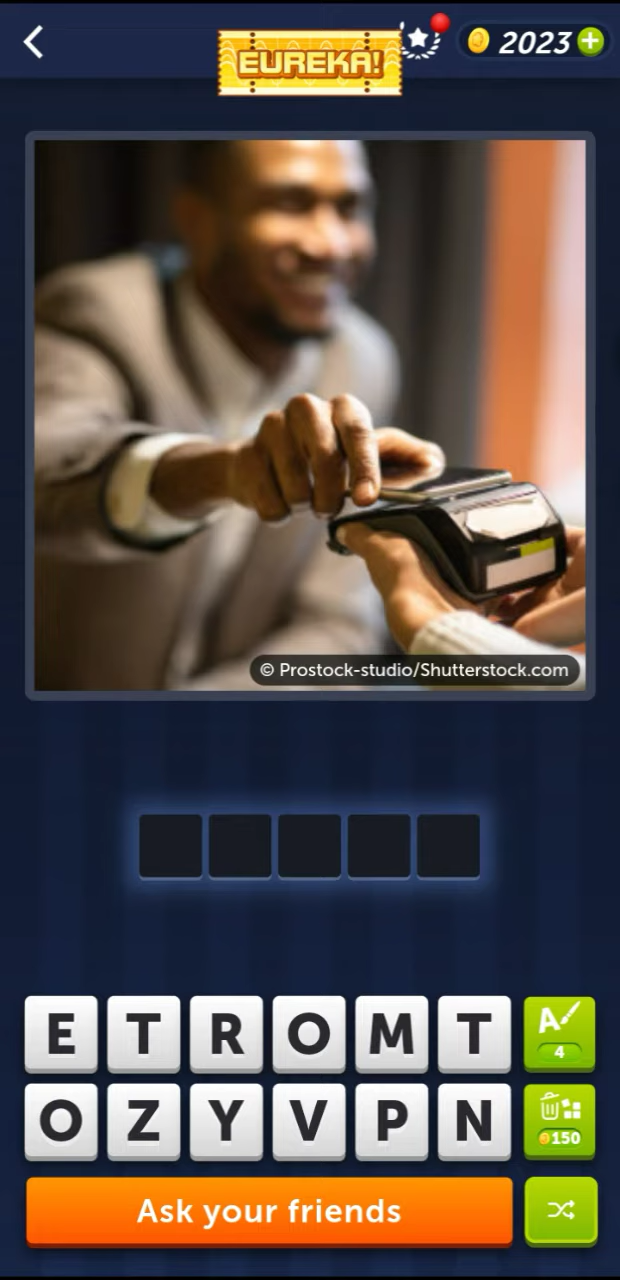 EUREKA!
2023
© Prostock-studio/Shutterstock.com
E T R O M T
A
4
O Z Y V P N
150
Ask your friends